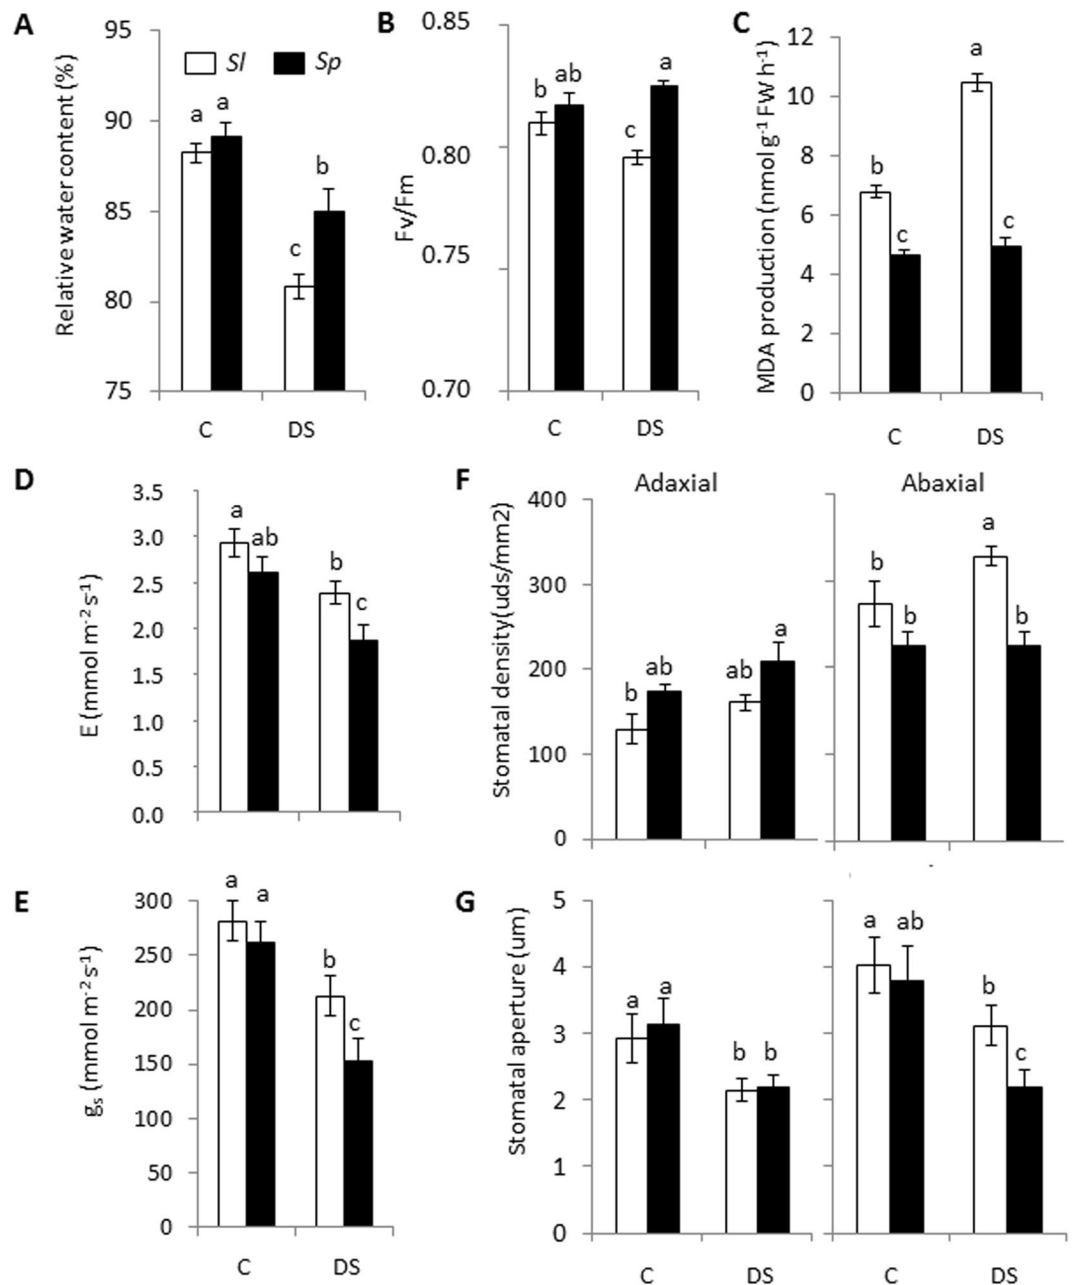 A
Relative water content (%)
95
90
85
80
75
Sl
Sp
a
a
b
c
C
DS
B
Fv/Fm
0.85
0.80
0.75
0.70
b
ab
c
a
C
DS
C
MDA production (nmol g-1 FW h-1)
12
10
8
6
4
2
0
b
c
a
c
C
DS
D
E (mmol m-2 s-1)
3.5
3.0
2.5
2.0
1.5
1.0
0.5
0.0
a
ab
b
c
F
Adaxial
Abaxial
Stomatal density(uds/mm2)
400
300
200
100
0
b
ab
ab
a
b
b
a
b
E
gs (mmol m-2 s-1)
300
250
200
150
100
50
0
a
a
b
c
C
DS
G
Stomatal aperture (um)
5
4
3
2
1
0
a
a
b
b
a
ab
b
c
C
DS
C
DS